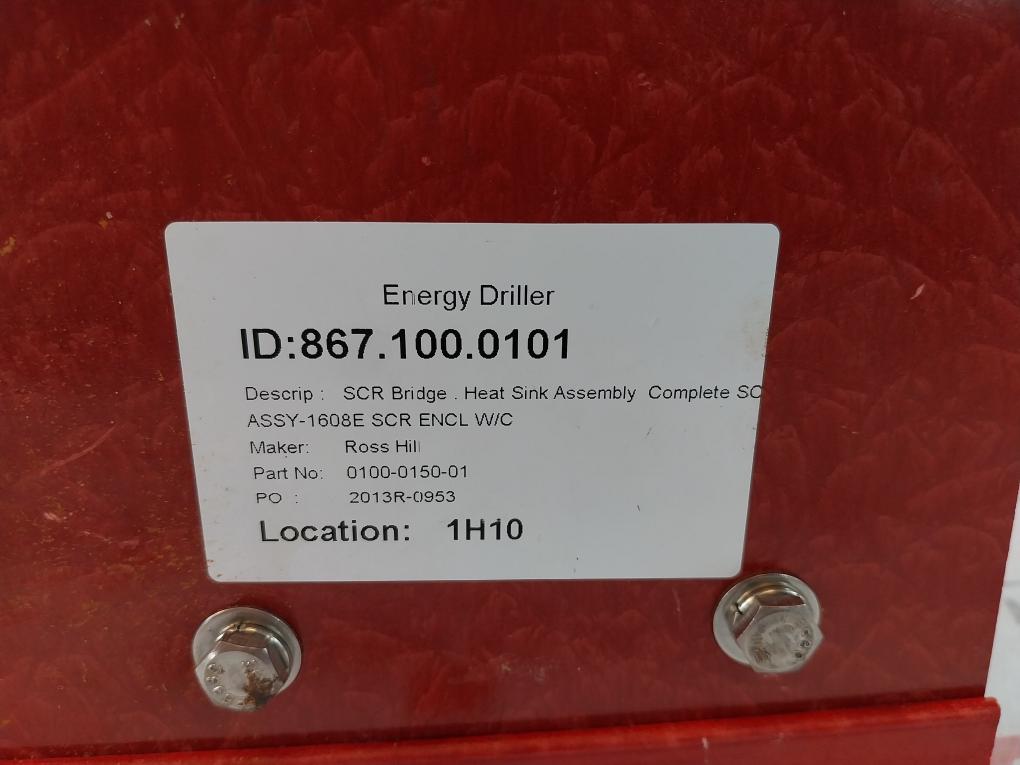 Energy Driller
ID:867.100.0101
Descrip : SCR Bridge . Heat Sink Assembly Complete SC
ASSY-1608E SCR ENCL W/C
Maker: Ross Hill
Part No: 0100-0150-01
PO : 2013R-0953
Location: 1H10